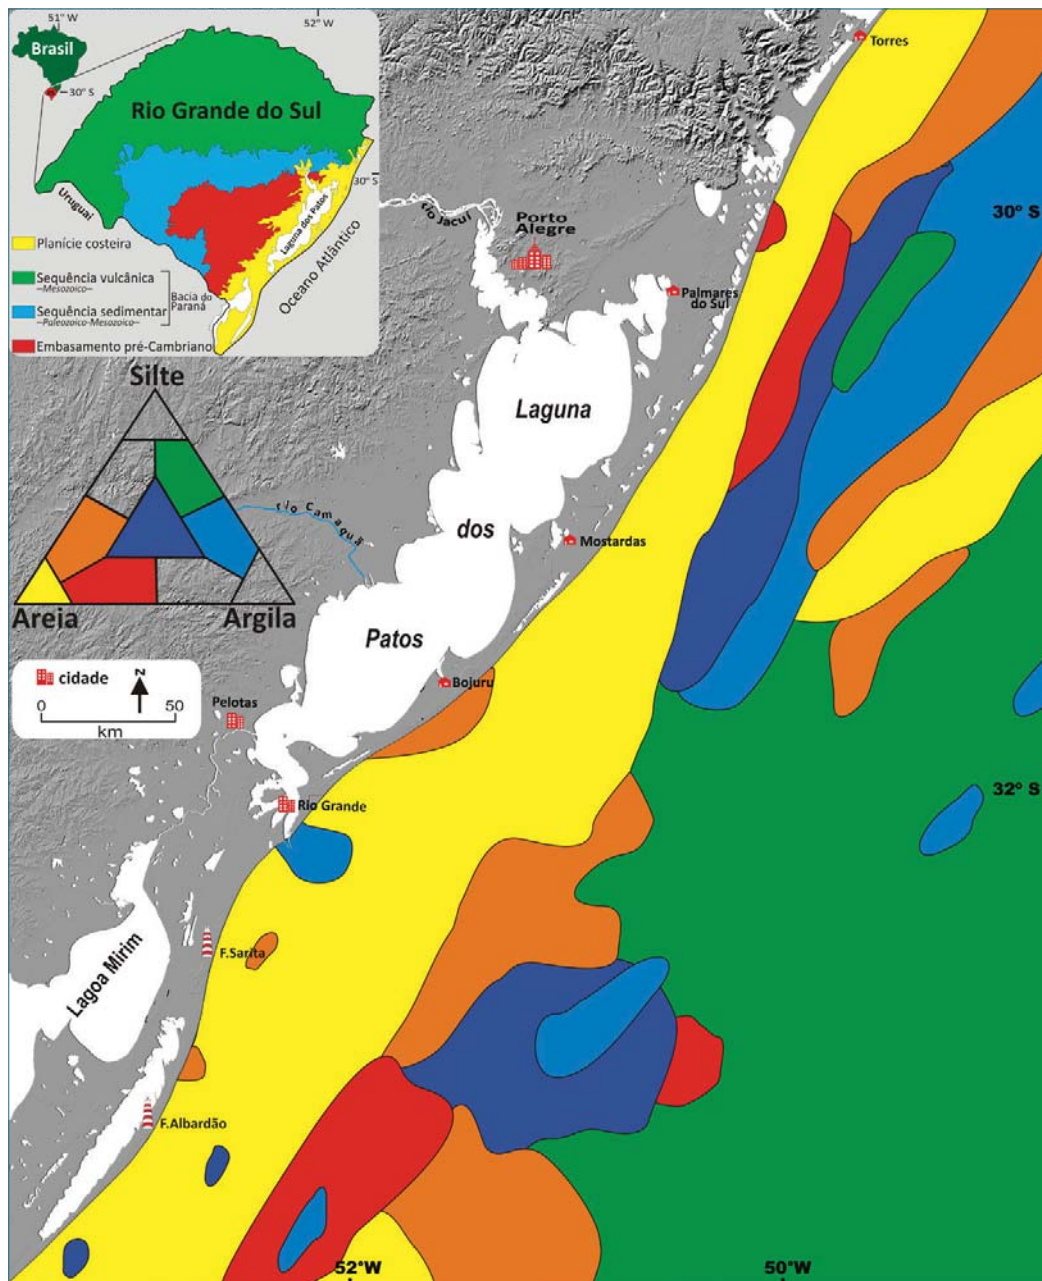 51° W
52° W
Brasil
30° S
Rio Grande do Sul
Uruguai
Laguna dos Patos
30° S
Oceano Atlântico
Planície costeira
Sequência vulcânica
–Mesozoico–
Sequência sedimentar
–Paleozoico-Mesozoico–
Bacia do
Paraná
Embasamento pré-Cambriano
Torres
rio Jacuí
Porto
Alegre
30° S
Palmares
do Sul
Silte
Areia
Argila
rio Camaquã
Laguna
dos
Patos
Mostardas
Bojuru
cidade
N
0 50
km
Pelotas
Rio Grande
32° S
F.Sarita
Lagoa Mirim
F.Albardão
52°W
50°W